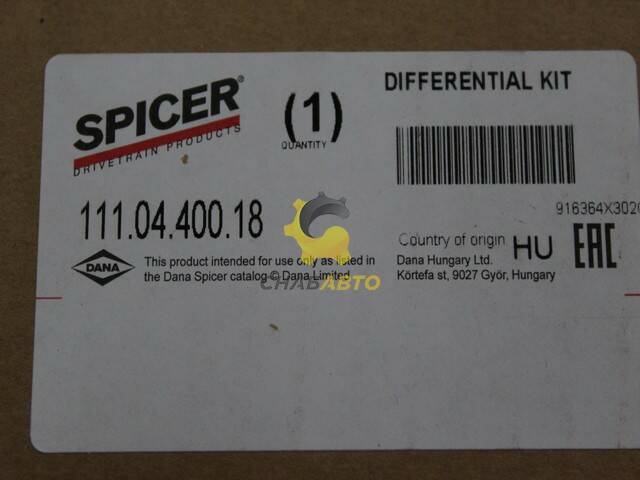 SPICER®
DRIVETRAIN PRODUCTS
(1)
QUANTITY
DIFFERENTIAL KIT
111.04.400.18
916364X302
DANA
This product intended for use only as listed in
the Dana Spicer catalog © Dana Limited
Country of origin HU
Dana Hungary Ltd.
Körtefa st, 9027 Győr, Hungary
EAC
СНАБАВТО